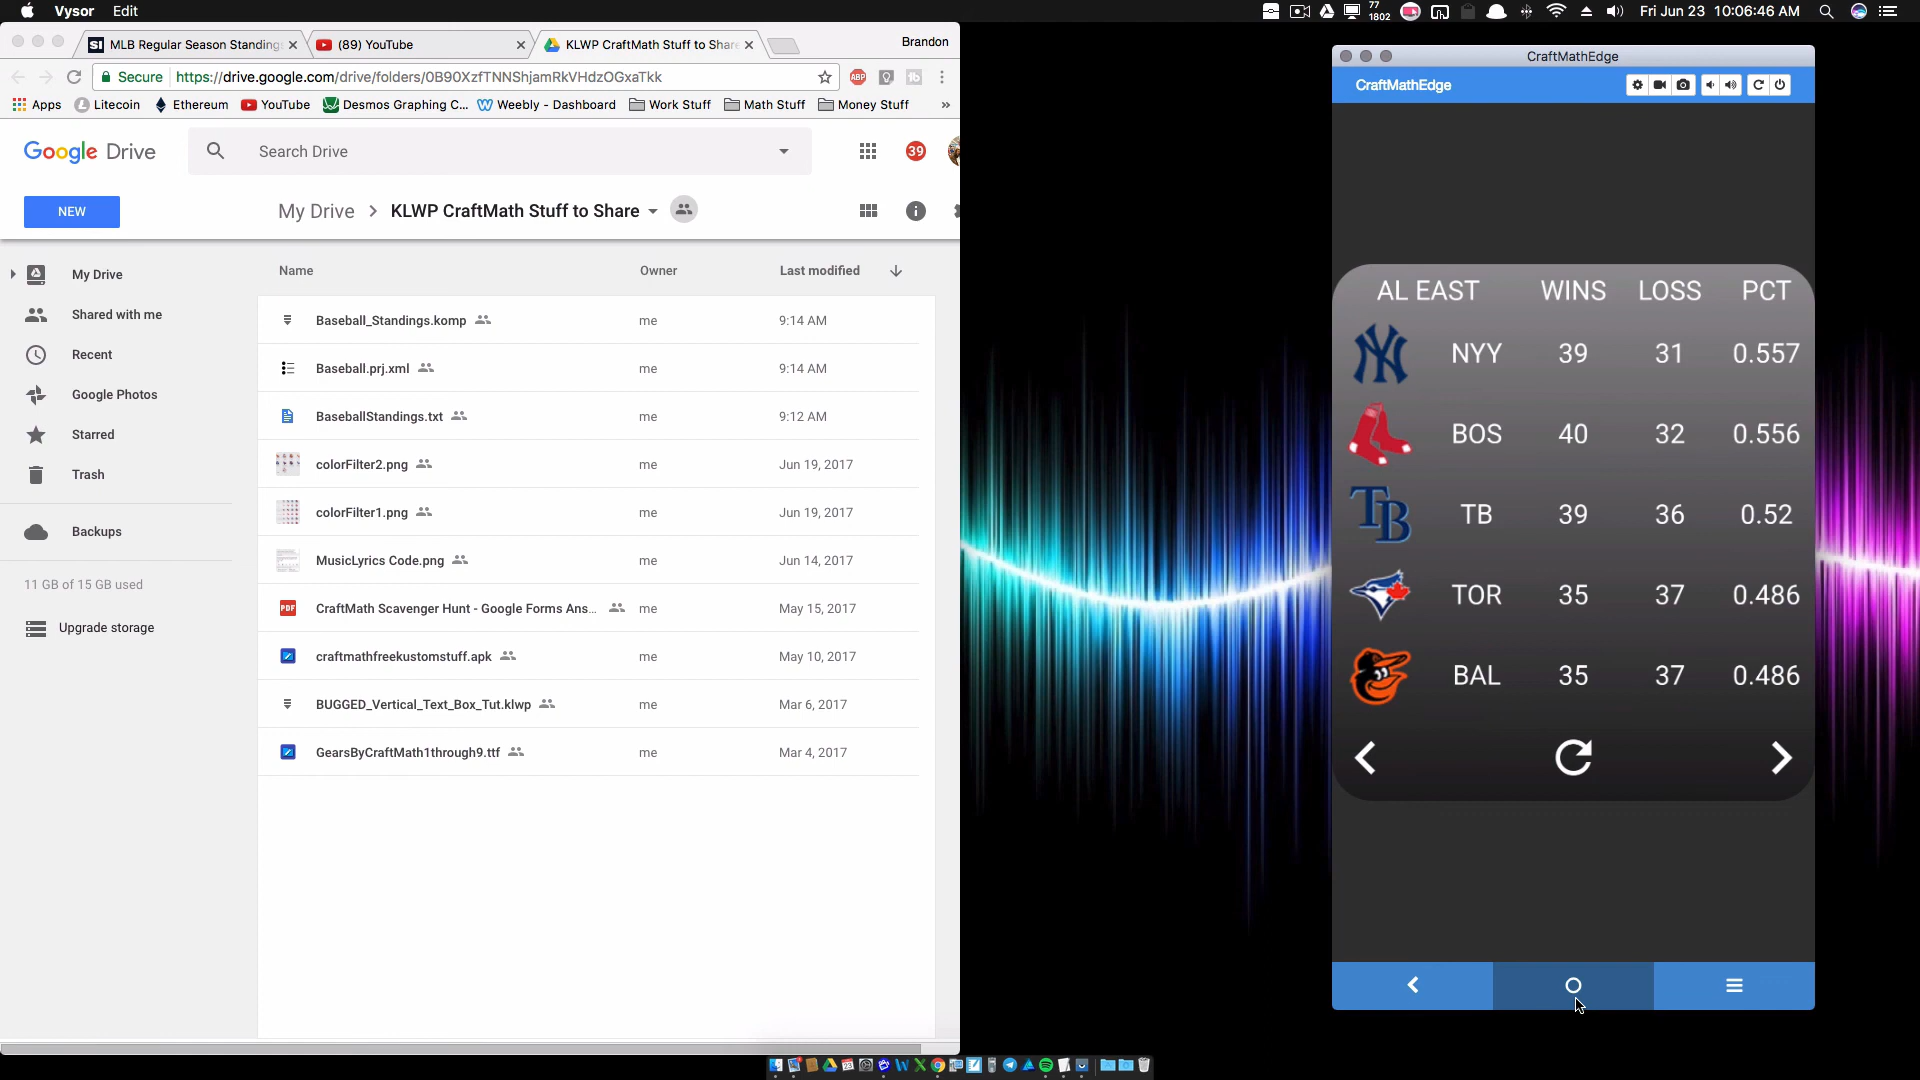 Vysor Edit
77
1802
Fri Jun 23 10:06:46 AM
SI MLB Regular Season Standing
(89) YouTube
KLWP CraftMath Stuff to Share
Brandon
Secure https://drive.google.com/drive/folders/0B90XzfTNNShjamRkVHdzOGxaTkk
ABP
Apps Litecoin Ethereum YouTube Desmos Graphing C... Weebly - Dashboard Work Stuff Math Stuff Money Stuff »
Google Drive
Search Drive
39
NEW
My Drive > KLWP CraftMath Stuff to Share
My Drive
Shared with me
Recent
Google Photos
Starred
Trash
Backups
11 GB of 15 GB used
Upgrade storage
Name Owner Last modified
Baseball_Standings.komp me 9:14 AM
Baseball.prj.xml me 9:14 AM
BaseballStandings.txt me 9:12 AM
colorFilter2.png me Jun 19, 2017
colorFilter1.png me Jun 19, 2017
MusicLyrics Code.png me Jun 14, 2017
PDF CraftMath Scavenger Hunt - Google Forms Ans... me May 15, 2017
craftmathfreekustomstuff.apk me May 10, 2017
BUGGED_Vertical_Text_Box_Tut.klwp me Mar 6, 2017
GearsByCraftMath1through9.ttf me Mar 4, 2017
CraftMathEdge
CraftMathEdge
AL EAST WINS LOSS PCT
NY NYY 39 31 0.557
BOS 40 32 0.556
TB TB 39 36 0.52
TOR 35 37 0.486
BAL 35 37 0.486